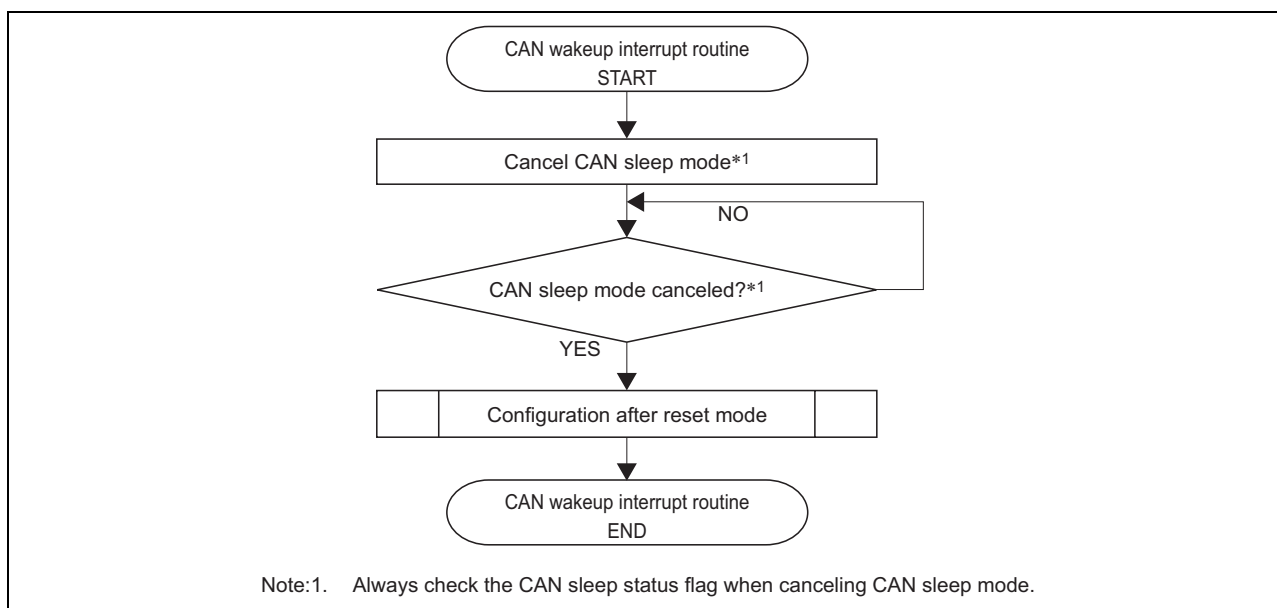 CAN wakeup interrupt routine
START
Cancel CAN sleep mode*1
NO
CAN sleep mode canceled?*1
YES
Configuration after reset mode
CAN wakeup interrupt routine
END
Note:1. Always check the CAN sleep status flag when canceling CAN sleep mode.